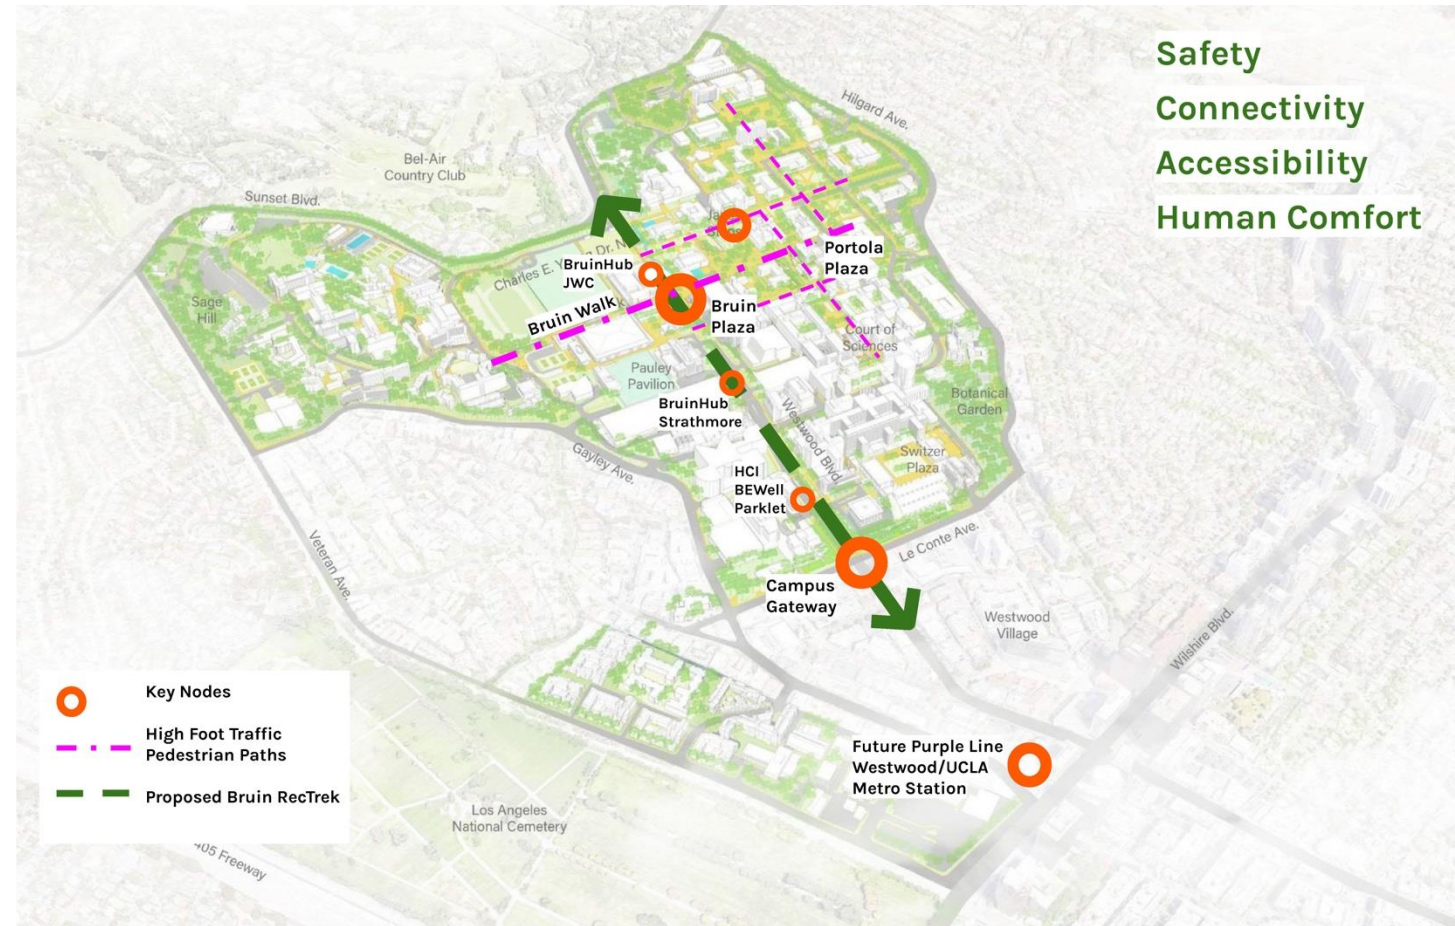 Safety
Connectivity
Accessibility
Human Comfort
Hilgard Ave.
Bel-Air
Country Club
Sunset Blvd.
Charles E. Y
Dr. N
Portola
Plaza
BruinHub
JWC
Sage
Hill
Bruin Walk
Bruin
Plaza
Court of
Sciences
Pauley
Pavilion
Botanical
Garden
BruinHub
Strathmore
Westwood Blvd
Gayley Ave.
Switzer
Plaza
HCI
BEWell
Parklet
Le Conte Ave.
Veteran Ave.
Campus
Gateway
Westwood
Village
Wilshire Blvd.
Key Nodes
High Foot Traffic
Pedestrian Paths
Proposed Bruin RecTrek
Future Purple Line
Westwood/UCLA
Metro Station
Los Angeles
National Cemetery
405 Freeway